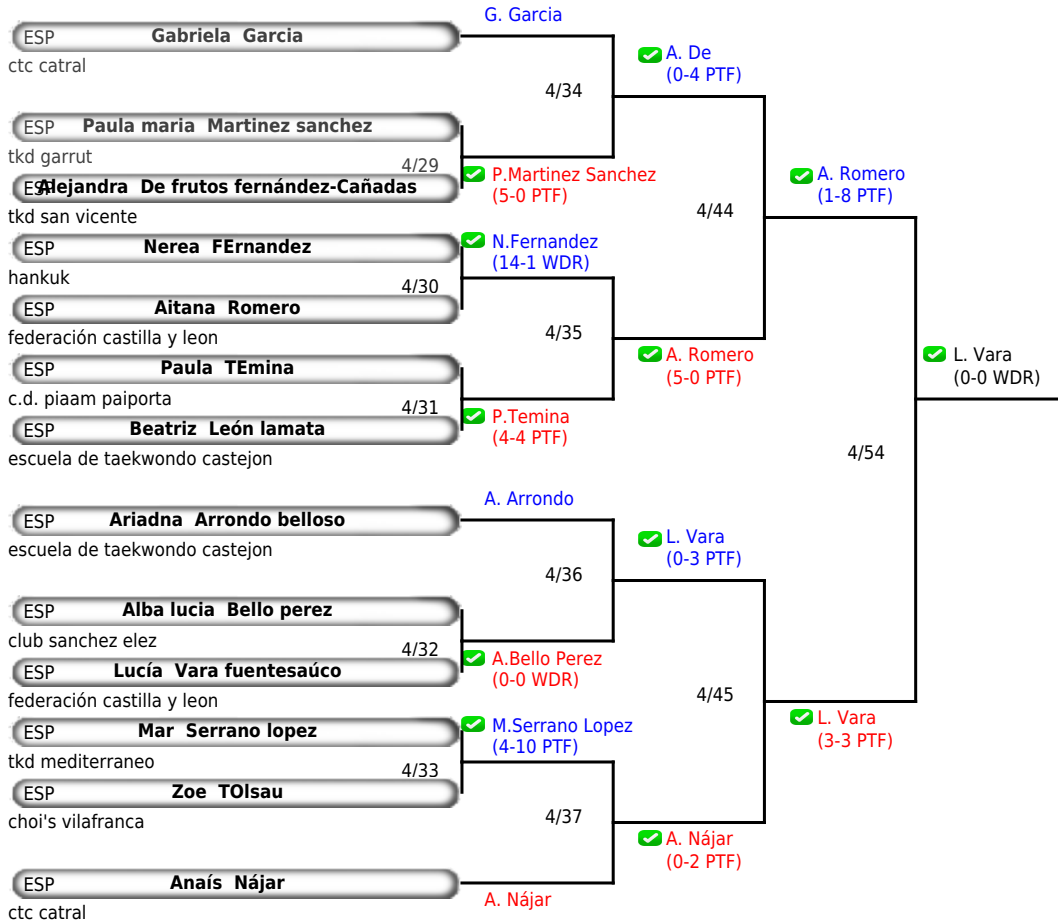 G. Garcia
ESP Gabriela Garcia
ctc catral
A. De
(0-4 PTF)
4/34
ESP Paula maria Martinez sanchez
tkd garrut
4/29
P.Martinez Sanchez
(5-0 PTF)
ESP Alejandra De frutos fernández-Cañadas
tkd san vicente
A. Romero
(1-8 PTF)
4/44
ESP Nerea FErnandez
hankuk
N.Fernandez
(14-1 WDR)
4/30
ESP Aitana Romero
federación castilla y leon
4/35
A. Romero
(5-0 PTF)
ESP Paula TEmina
c.d. piaam paiporta
4/31
P.Temina
(4-4 PTF)
ESP Beatriz León lamata
escuela de taekwondo castejon
L. Vara
(0-0 WDR)
4/54
A. Arrondo
ESP Ariadna Arrondo belloso
escuela de taekwondo castejon
L. Vara
(0-3 PTF)
4/36
ESP Alba lucia Bello perez
club sanchez elez
4/32
A.Bello Perez
(0-0 WDR)
ESP Lucía Vara fuentesaúco
federación castilla y leon
4/45
L. Vara
(3-3 PTF)
ESP Mar Serrano lopez
tkd mediterraneo
M.Serrano Lopez
(4-10 PTF)
4/33
ESP Zoe TOlsau
choi's vilafranca
4/37
A. Nájar
(0-2 PTF)
ESP Anaís Nájar
ctc catral
A. Nájar